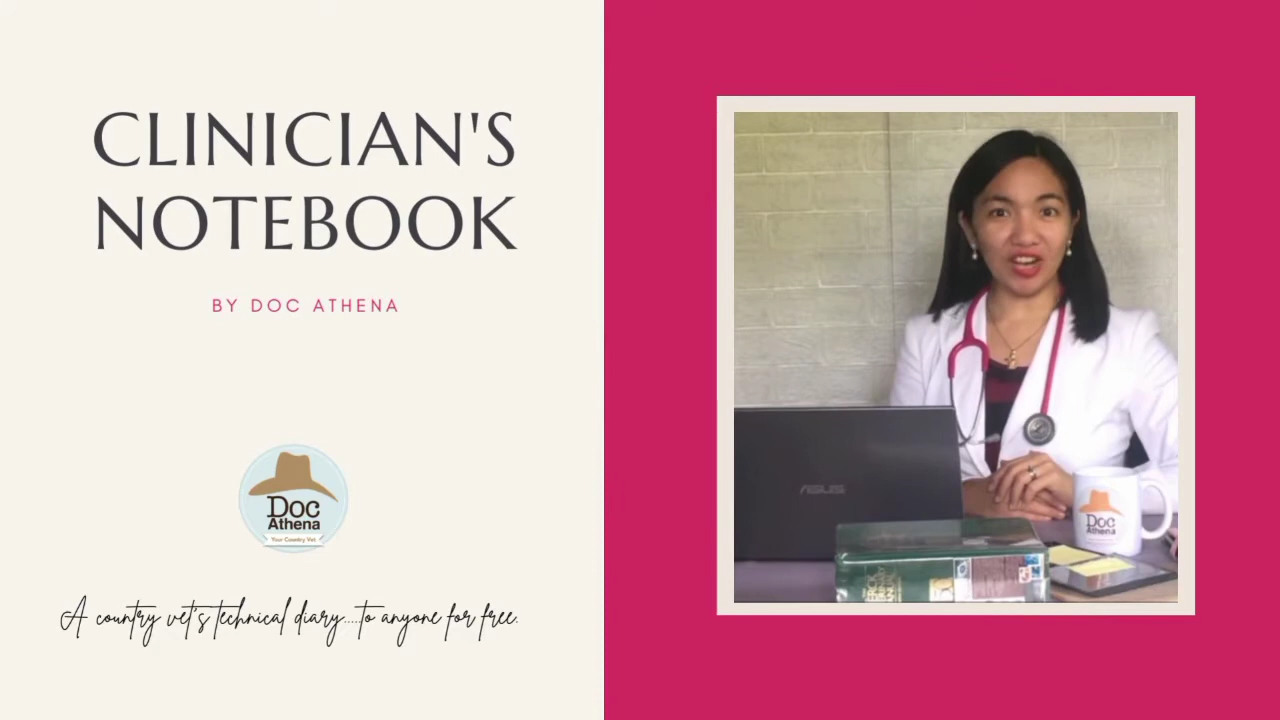 CLINICIAN'S
NOTEBOOK
BY DOC ATHENA
Doc
Athena
Your Country Vet
A country vet's technical diary....to anyone for free.
ASUS
Doc
Athena